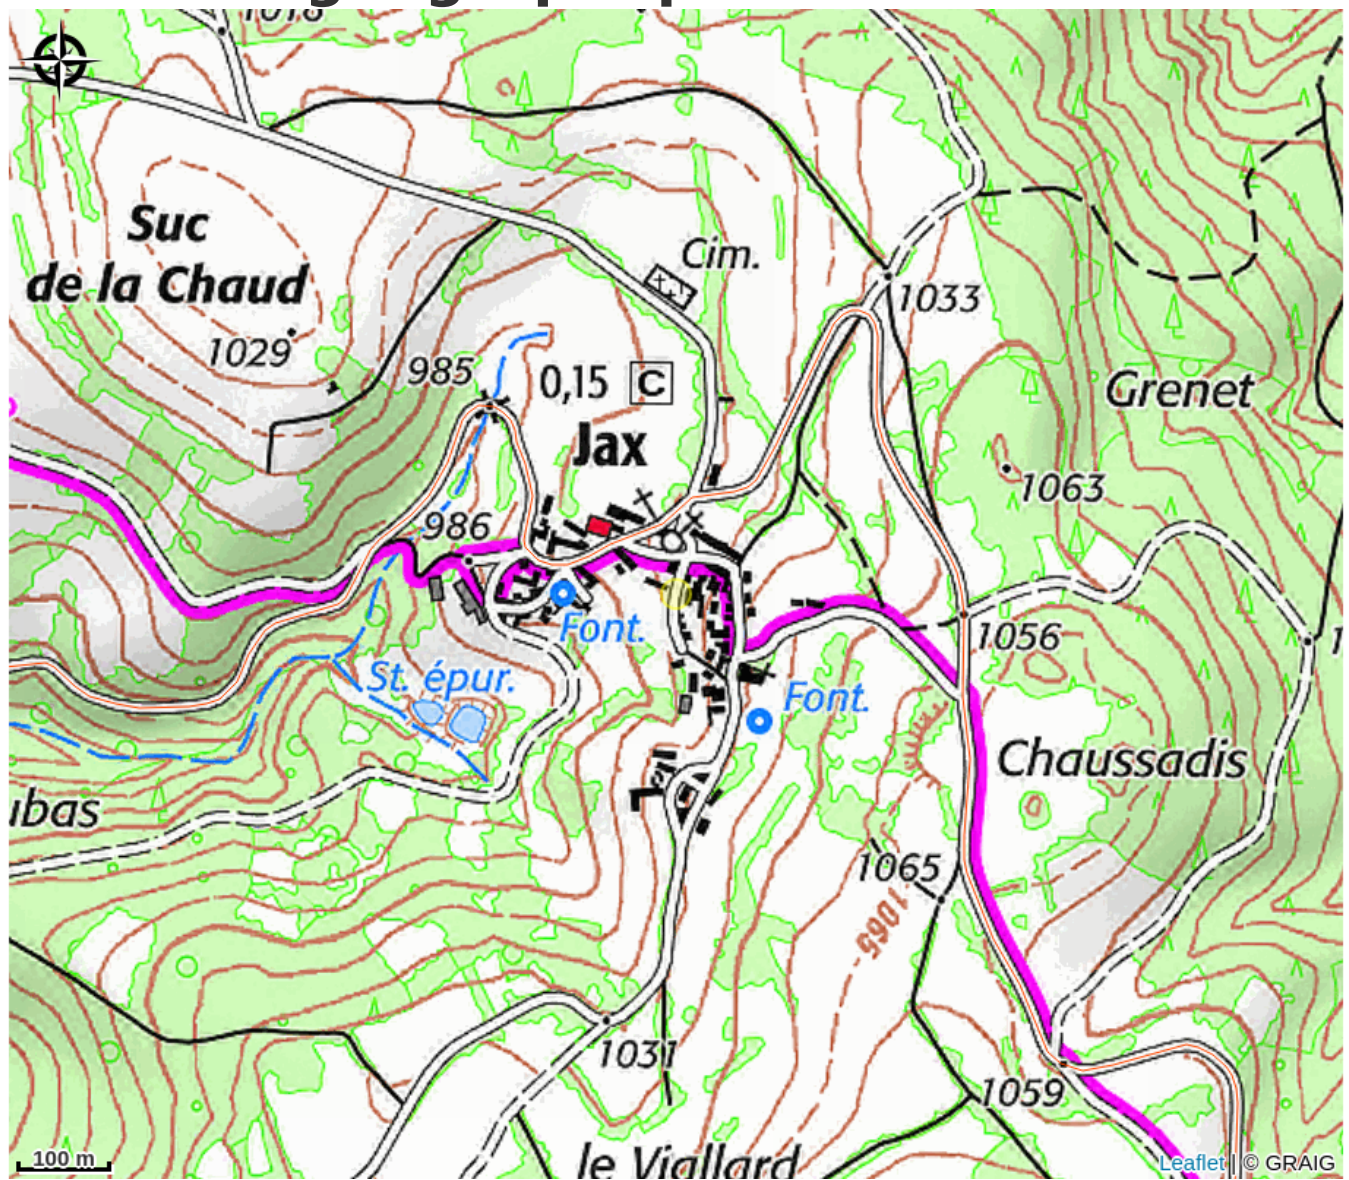 Suc
de la Chaud
1029
985
0,15 C
Jax
Cim.
1033
Grenet
1063
986
Font.
St. épur.
1056
Font.
Chaussadis
ubas
1065
1065
1031
1059
le Viallard
100 m
Leaflet | © GRAIG